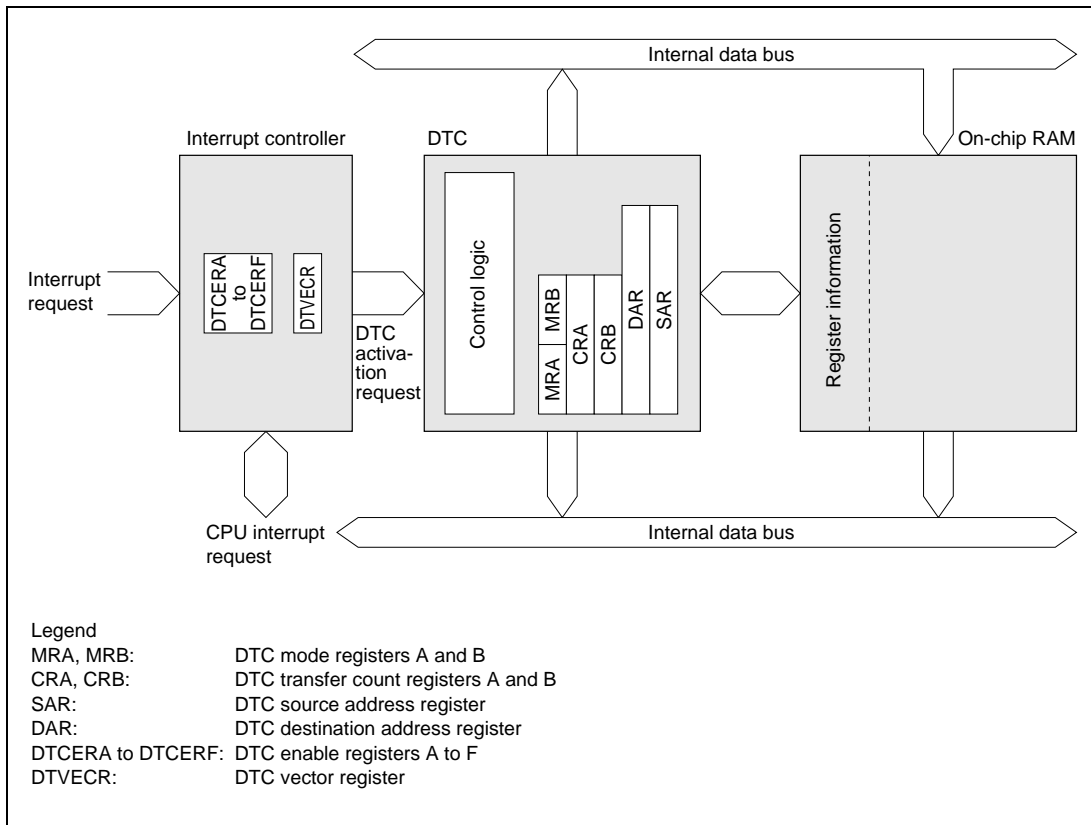 Internal data bus
Interrupt controller
DTC
On-chip RAM
Interrupt
request
DTCERA
to
DTCERF
DTVECR
DTC
activa-
tion
request
Control logic
MRA
MRB
CRA
CRB
DAR
SAR
Register information
CPU interrupt
request
Internal data bus
Legend
MRA, MRB: DTC mode registers A and B
CRA, CRB: DTC transfer count registers A and B
SAR: DTC source address register
DAR: DTC destination address register
DTCERA to DTCERF: DTC enable registers A to F
DTVECR: DTC vector register